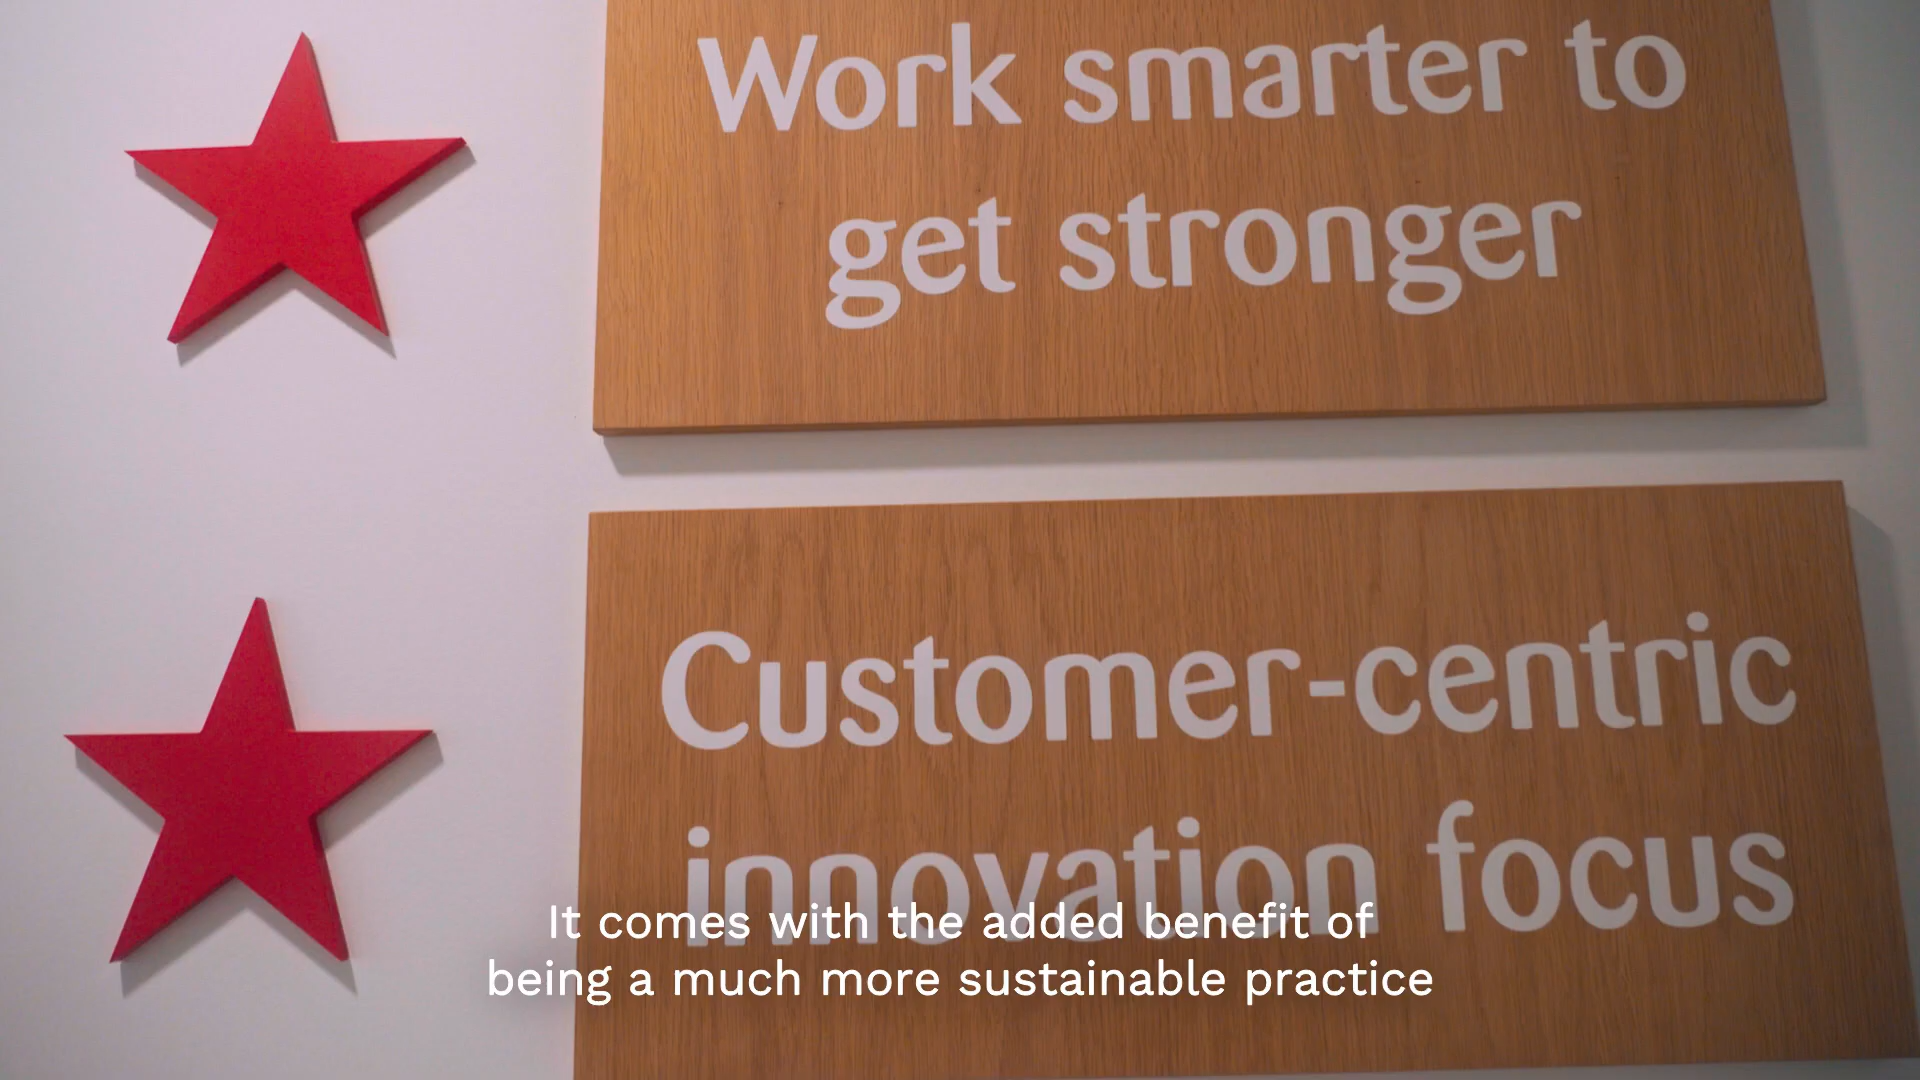 Work smarter to
get stronger
Customer-centric
innovation focus
It comes with the added benefit of
being a much more sustainable practice